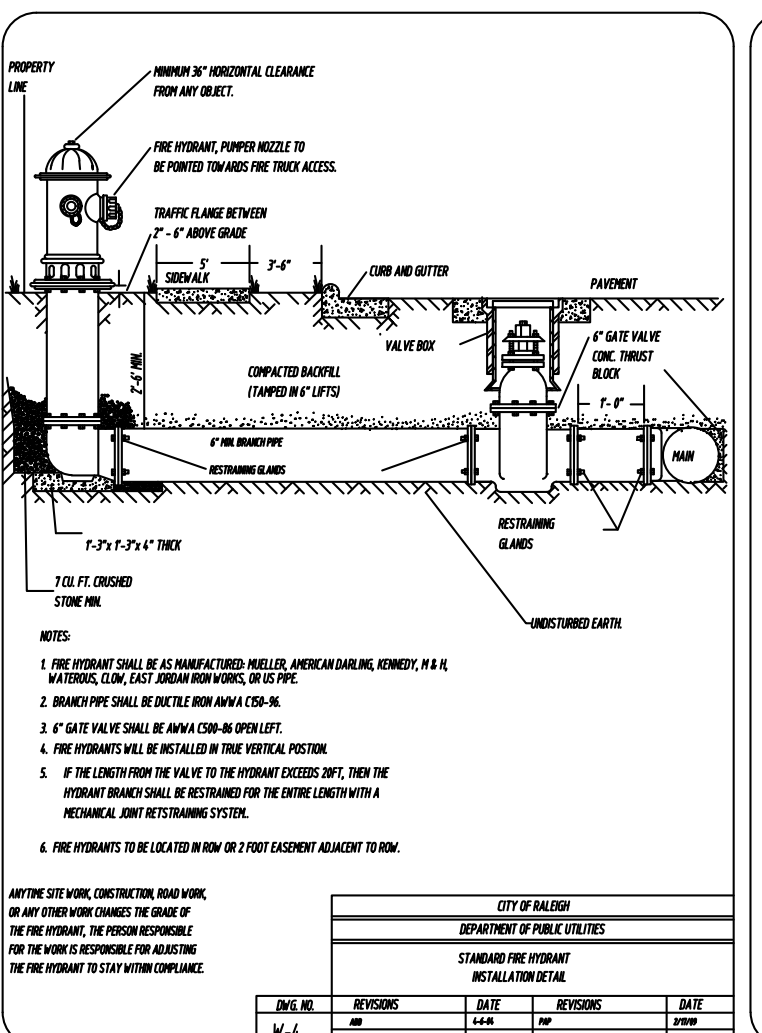 PROPERTY
LINE
MINIMUM 36" HORIZONTAL CLEARANCE
FROM ANY OBJECT.
FIRE HYDRANT, PUMPER NOZZLE TO
BE POINTED TOWARDS FIRE TRUCK ACCESS.
TRAFFIC FLANGE BETWEEN
2" - 6" ABOVE GRADE
5'
SIDEWALK
3'-6"
CURB AND GUTTER
PAVEMENT
VALVE BOX
6" GATE VALVE
CONC. THRUST
BLOCK
2'-6" MIN.
COMPACTED BACKFILL
(TAMPED IN 6" LIFTS)
1'- 0"
6" MIN. BRANCH PIPE
RESTRAINING GLANDS
MAIN
RESTRAINING
GLANDS
1'-3"x 1'-3"x 4" THICK
7 CU. FT. CRUSHED
STONE MIN.
UNDISTURBED EARTH.
NOTES:
1. FIRE HYDRANT SHALL BE AS MANUFACTURED: MUELLER, AMERICAN DARLING, KENNEDY, M & H,
WATEROUS, CLOW, EAST JORDAN IRON WORKS, OR US PIPE.
2. BRANCH PIPE SHALL BE DUCTILE IRON AWWA C150-96.
3. 6" GATE VALVE SHALL BE AWWA C500-86 OPEN LEFT.
4. FIRE HYDRANTS WILL BE INSTALLED IN TRUE VERTICAL POSTION.
5. IF THE LENGTH FROM THE VALVE TO THE HYDRANT EXCEEDS 20FT, THEN THE
HYDRANT BRANCH SHALL BE RESTRAINED FOR THE ENTIRE LENGTH WITH A
MECHANICAL JOINT RETSTRAINING SYSTEM..
6. FIRE HYDRANTS TO BE LOCATED IN ROW OR 2 FOOT EASEMENT ADJACENT TO ROW.
ANYTIME SITE WORK, CONSTRUCTION, ROAD WORK,
OR ANY OTHER WORK CHANGES THE GRADE OF
THE FIRE HYDRANT, THE PERSON RESPONSIBLE
FOR THE WORK IS RESPONSIBLE FOR ADJUSTING
THE FIRE HYDRANT TO STAY WITHIN COMPLIANCE.
CITY OF RALEIGH
DEPARTMENT OF PUBLIC UTILITIES
STANDARD FIRE HYDRANT
INSTALLATION DETAIL
DWG. NO. REVISIONS DATE REVISIONS DATE
W-4 4-6-04 PAP 2/17/09